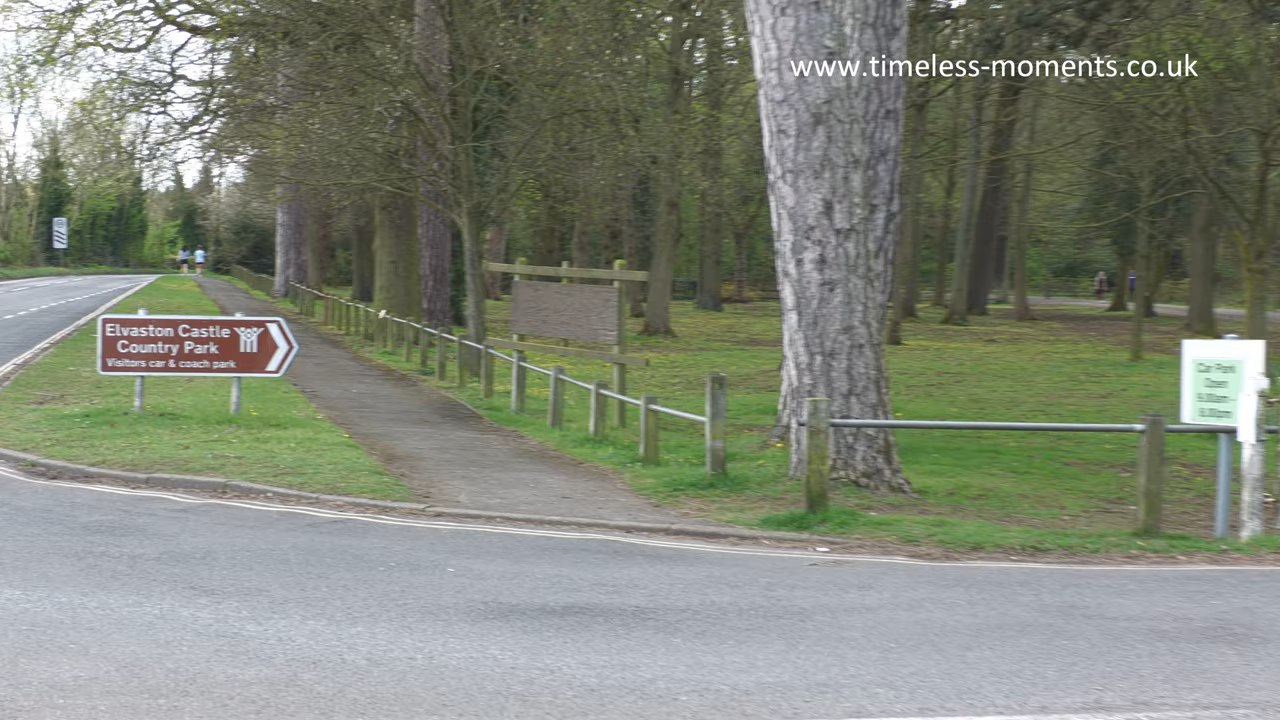 www.timeless-moments.co.uk
Elvaston Castle
Country Park
Visitors car & coach park
Car Park
Open